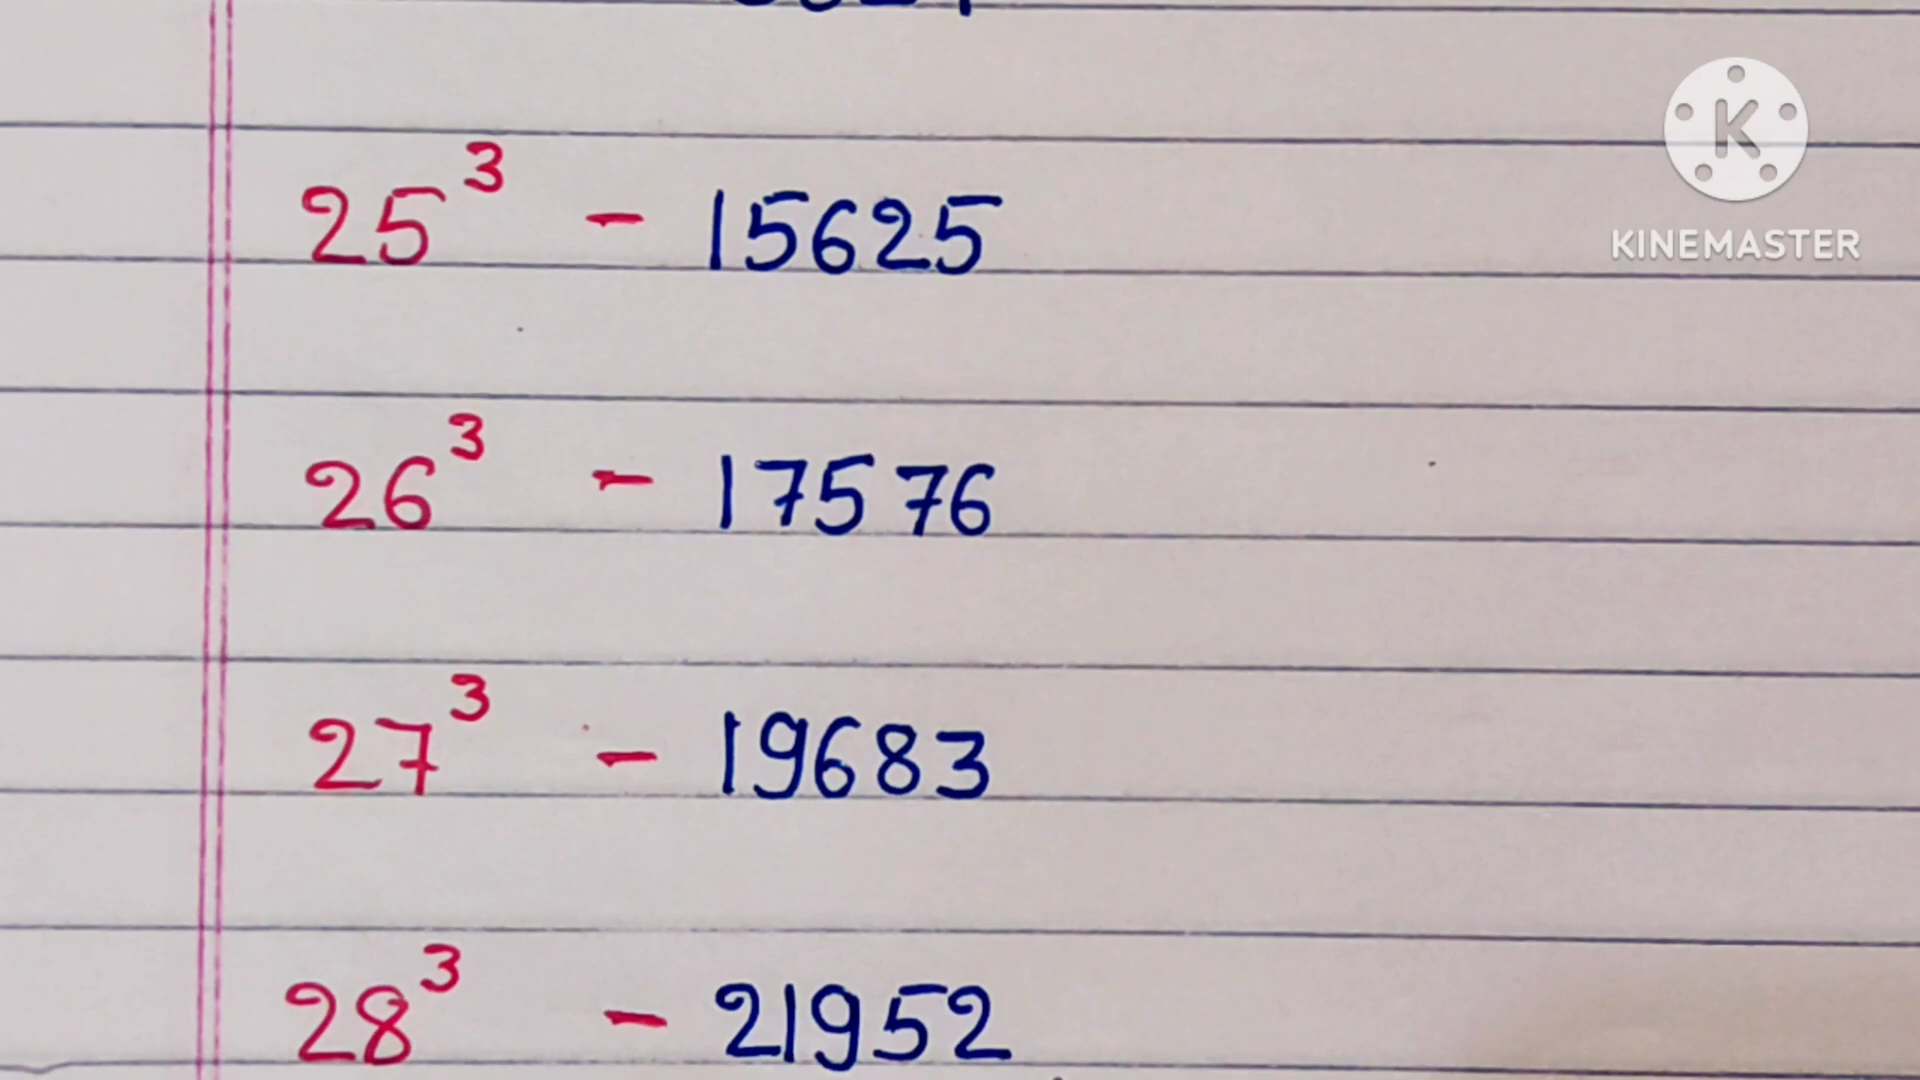 25³ - 15625
KINEMASTER
26³ - 17576
27³ - 19683
28³ - 21952